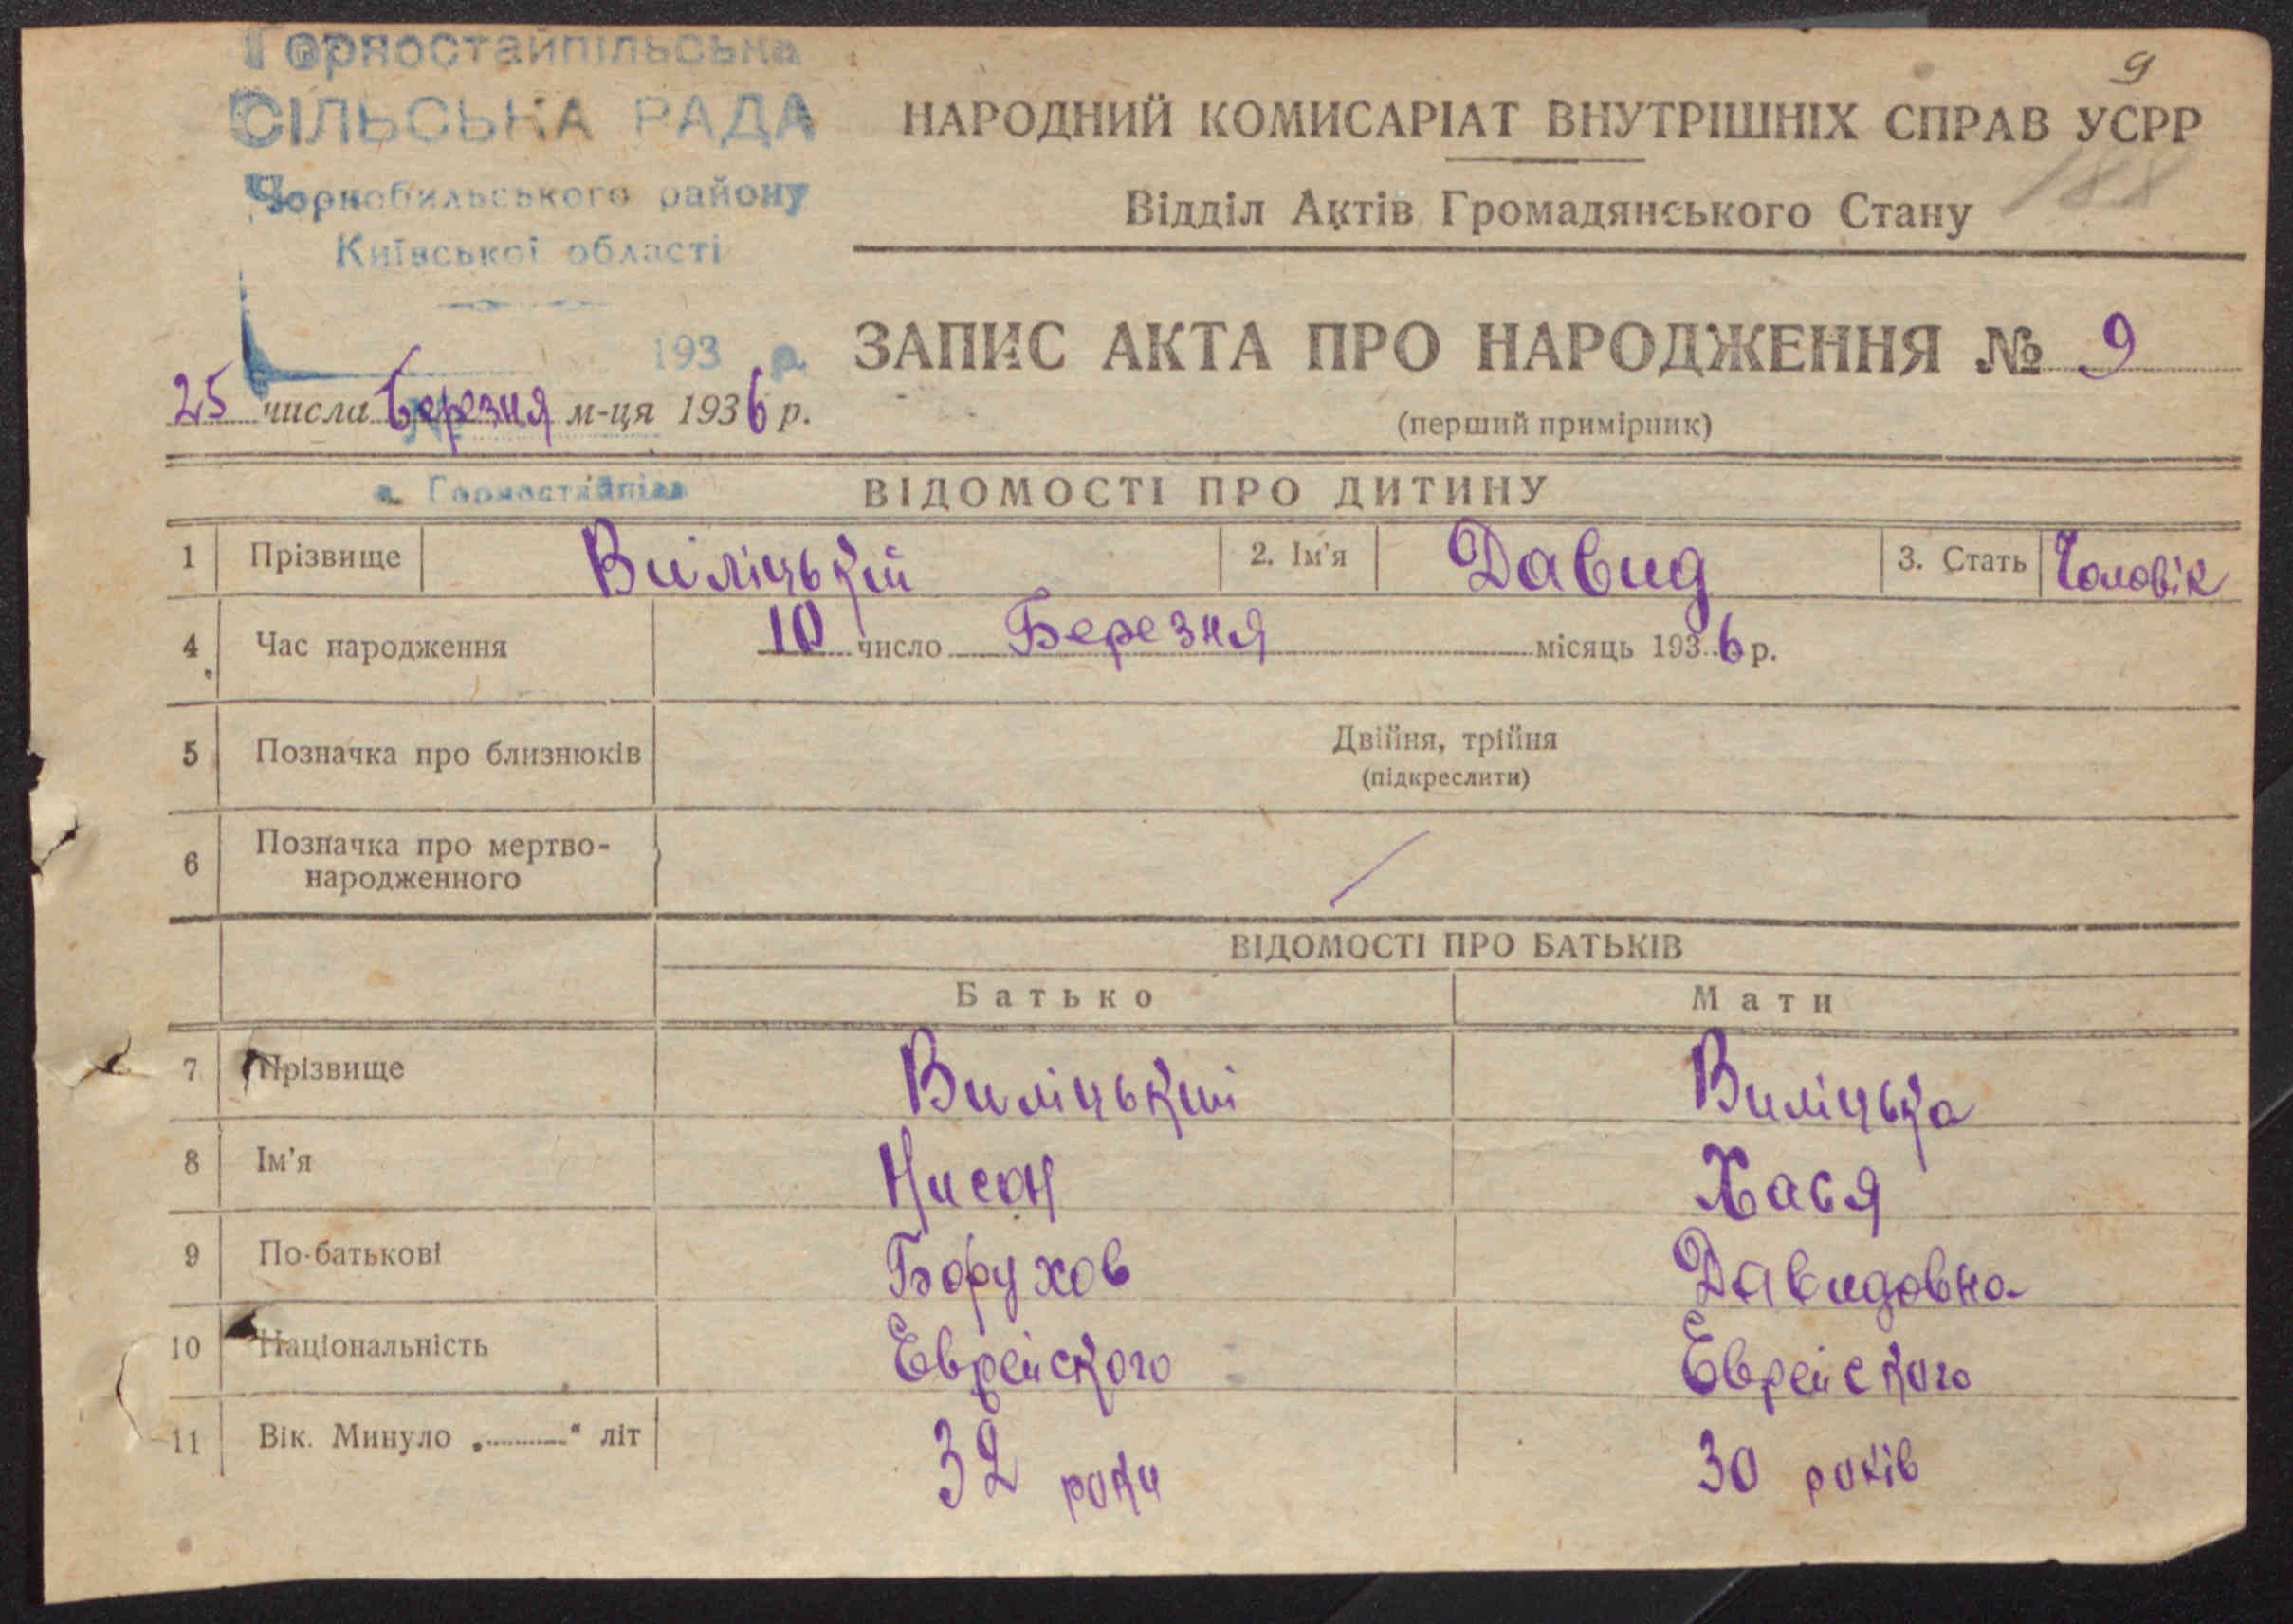 Горностайпільська
СІЛЬСЬКА РАДА
Чорнобильського району
Київської області
193 р.
с. Горностайпіль
9
НАРОДНИЙ КОМИСАРІАТ ВНУТРІШНІХ СПРАВ УСРР
188
Відділ Актів Громадянського Стану
ЗАПИС АКТА ПРО НАРОДЖЕННЯ № 9
25 числа березня м-ця 1936 р.
(перший примірник)
ВІДОМОСТІ ПРО ДИТИНУ
1 Прізвище Виліцький 2. Ім'я Давид 3. Стать Чоловік
4 Час народження 10 число Березня місяць 1936 р.
5 Позначка про близнюків Двійня, трійня
(підкреслити)
6 Позначка про мертво-
народженного
ВІДОМОСТІ ПРО БАТЬКІВ
Батько Мати
7 Прізвище Виліцький Виліцька
8 Ім'я Нисон Хася
9 По-батькові Борухов Давидовна
10 Національність Еврейского Еврейского
11 Вік. Минуло „ “ літ 32 роки 30 років